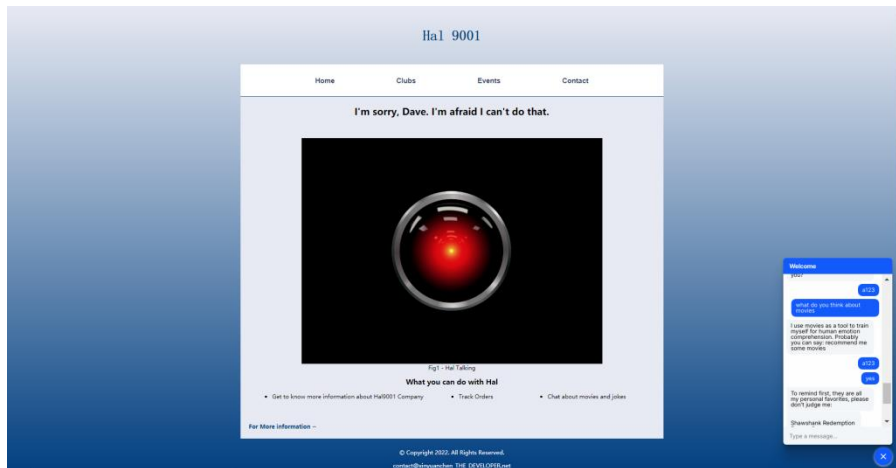 Hal 9001
Home Clubs Events Contact
I'm sorry, Dave. I'm afraid I can't do that.
Fig1 - Hal Talking
What you can do with Hal
Get to know more information about Hal9001 Company
Track Orders
Chat about movies and jokes
For More information
© Copyright 2022. All Rights Reserved.
contact@xinyuanchen_THE_DEVELOPER.net
Welcome
you?
a123
what do you think about
movies
I use movies as a tool to train
myself for human emotion
comprehension. Probably
you can say: recommend me
some movies
a123
yes
To remind first, they are all
my personal favorites, please
don't judge me:
Shawshank Redemption
Type a message...